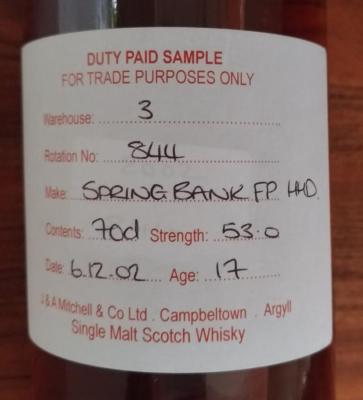 DUTY PAID SAMPLE
FOR TRADE PURPOSES ONLY
Warehouse: 3
Rotation No: 844
Make: SPRINGBANK FP HHD.
Contents: 70cl Strength: 53.0
Date: 6.12.02 Age: 17
J & A Mitchell & Co Ltd . Campbeltown . Argyll
Single Malt Scotch Whisky